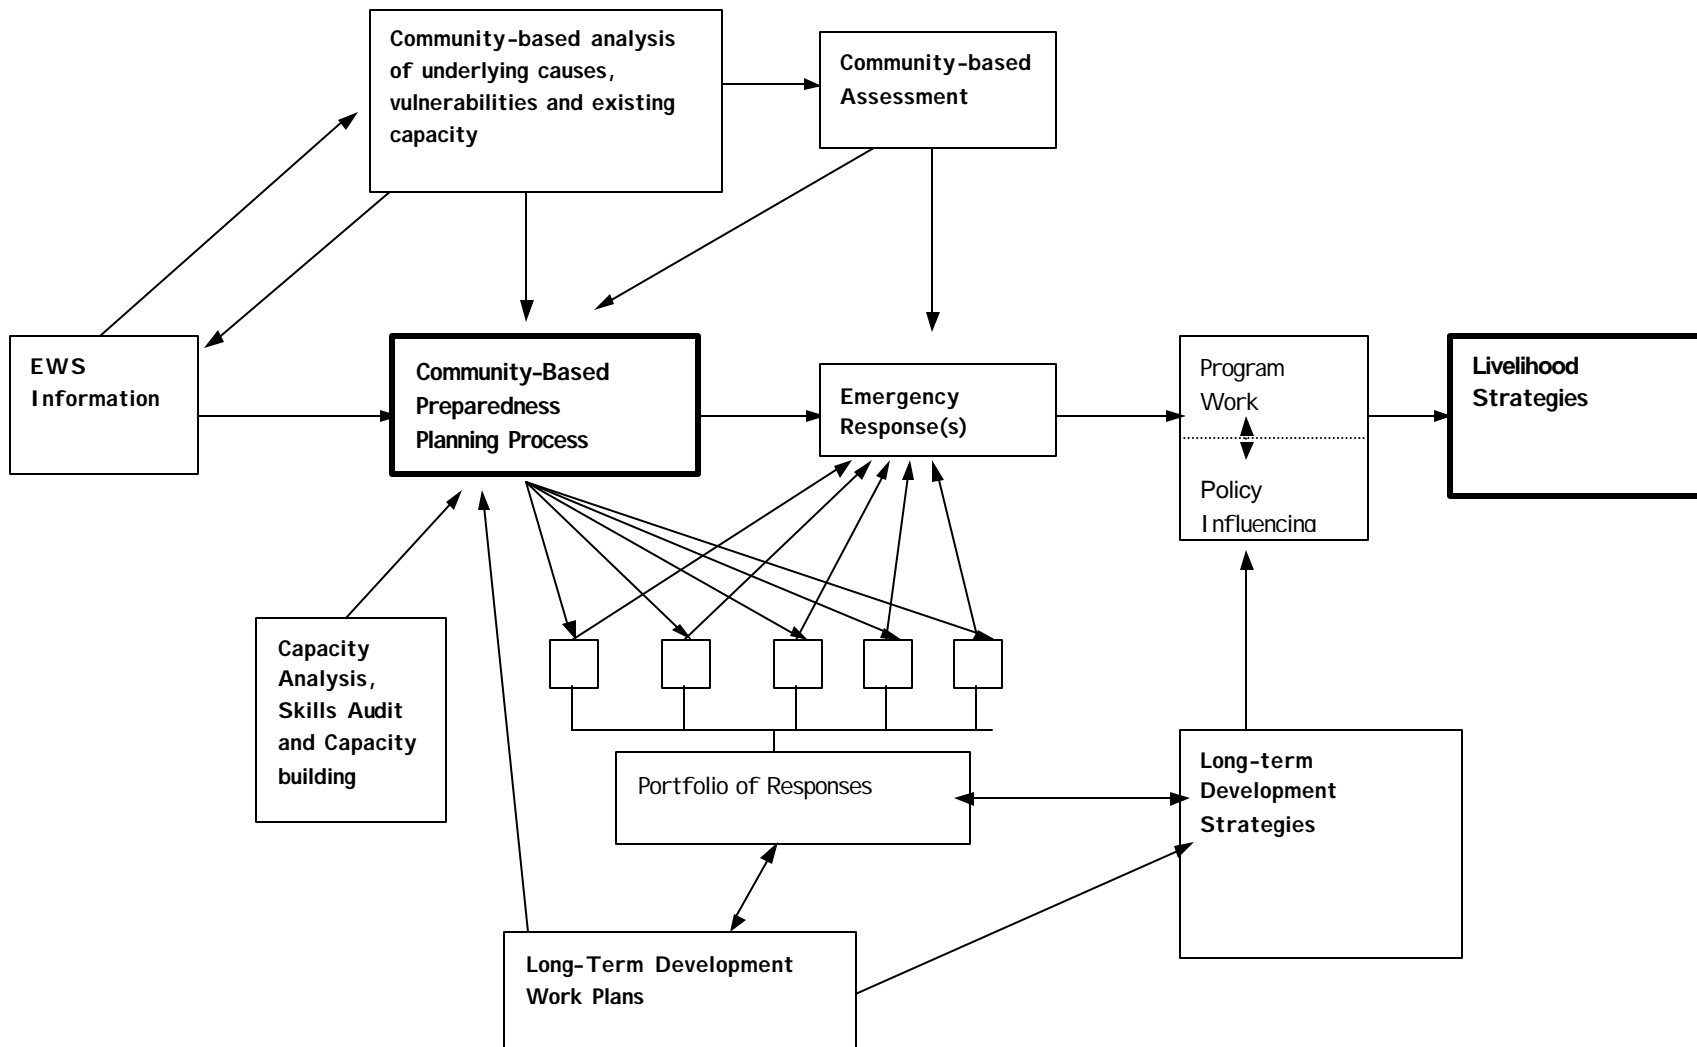 Community-based analysis
of underlying causes,
vulnerabilities and existing
capacity
Community-based
Assessment
EWS
Information
Community-Based
Preparedness
Planning Process
Emergency
Response(s)
Program
Work
Policy
Influencing
Livelihood
Strategies
Capacity
Analysis,
Skills Audit
and Capacity
building
Portfolio of Responses
Long-term
Development
Strategies
Long-Term Development
Work Plans